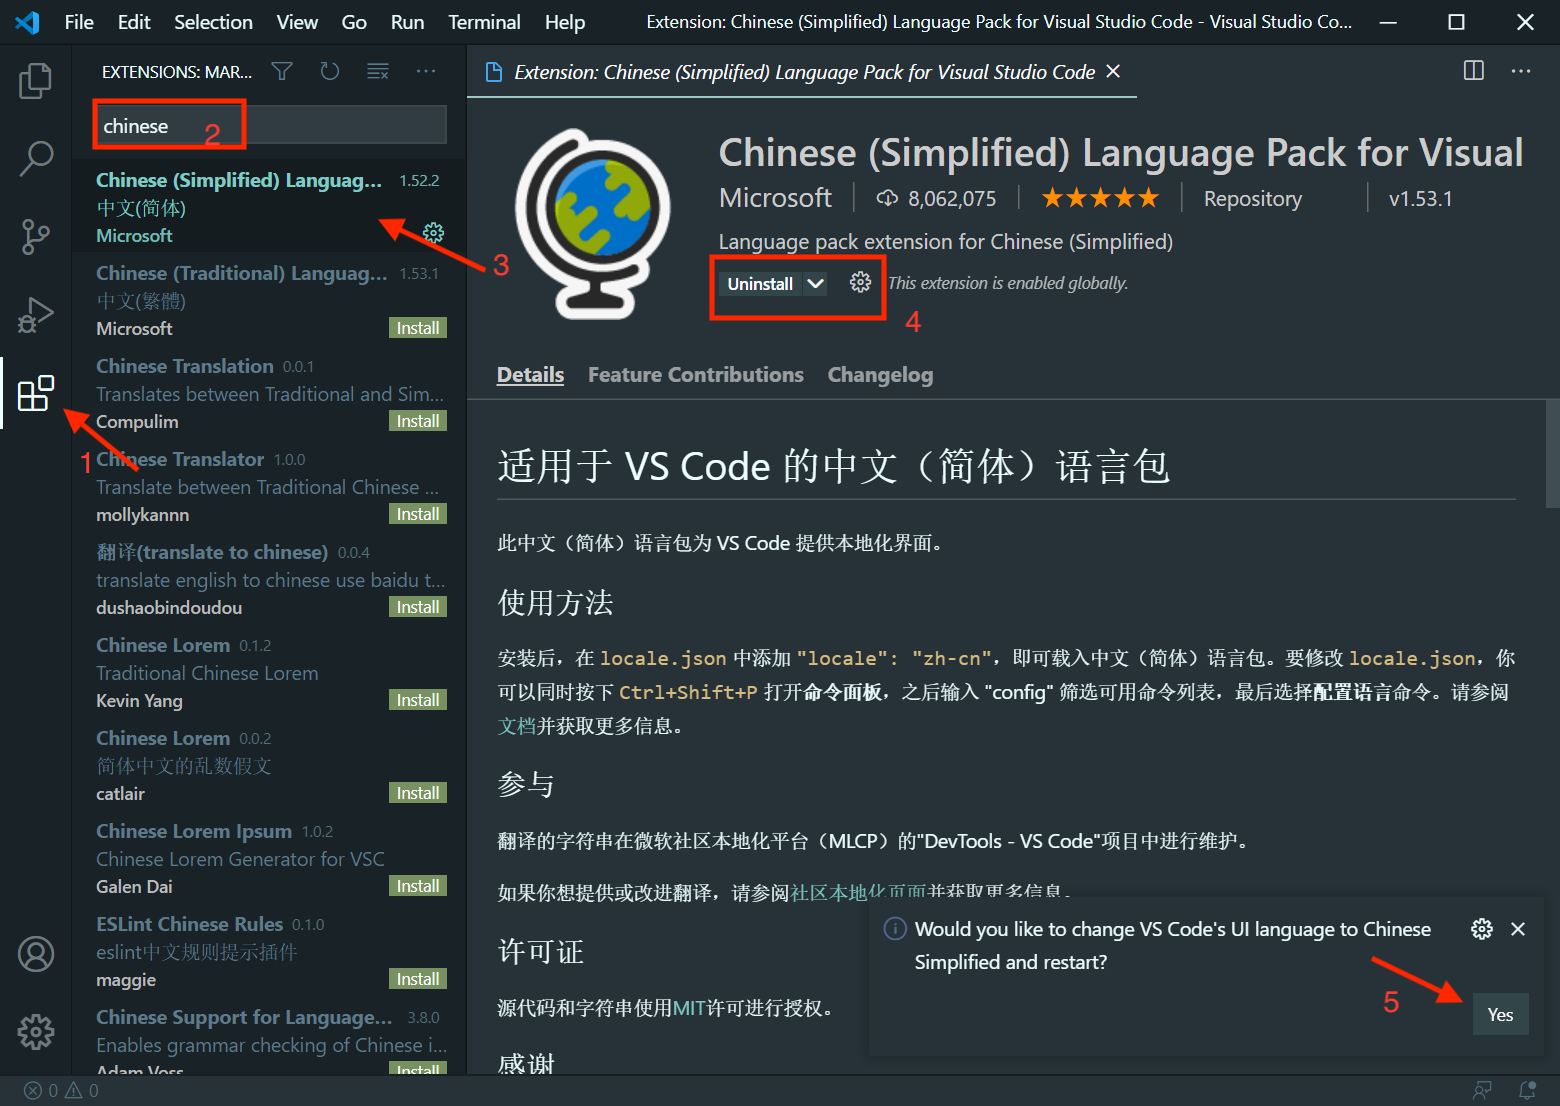 File Edit Selection View Go Run Terminal Help Extension: Chinese (Simplified) Language Pack for Visual Studio Code - Visual Studio Co...
EXTENSIONS: MAR...
chinese
2
Chinese (Simplified) Languag... 1.52.2
中文(简体)
Microsoft
3
Chinese (Traditional) Languag... 1.53.1
中文(繁體)
Microsoft Install
Chinese Translation 0.0.1
Translates between Traditional and Sim...
Compulim Install
1
Chinese Translator 1.0.0
Translate between Traditional Chinese ...
mollykannn Install
翻译(translate to chinese) 0.0.4
translate english to chinese use baidu t...
dushaobindoudou Install
Chinese Lorem 0.1.2
Traditional Chinese Lorem
Kevin Yang Install
Chinese Lorem 0.0.2
简体中文的乱数假文
catlair Install
Chinese Lorem Ipsum 1.0.2
Chinese Lorem Generator for VSC
Galen Dai Install
ESLint Chinese Rules 0.1.0
eslint中文规则提示插件
maggie Install
Chinese Support for Language... 3.8.0
Enables grammar checking of Chinese i...
Adam Voss Install
Extension: Chinese (Simplified) Language Pack for Visual Studio Code
Chinese (Simplified) Language Pack for Visual
Microsoft 8,062,075 ★★★★★ Repository v1.53.1
Language pack extension for Chinese (Simplified)
Uninstall This extension is enabled globally.
4
Details Feature Contributions Changelog
适用于 VS Code 的中文（简体）语言包
此中文（简体）语言包为 VS Code 提供本地化界面。
使用方法
安装后，在 locale.json 中添加 "locale": "zh-cn"，即可载入中文（简体）语言包。要修改 locale.json，你
可以同时按下 Ctrl+Shift+P 打开命令面板，之后输入 "config" 筛选可用命令列表，最后选择配置语言命令。请参阅
文档并获取更多信息。
参与
翻译的字符串在微软社区本地化平台（MLCP）的"DevTools - VS Code"项目中进行维护。
如果你想提供或改进翻译，请参阅社区本地化页面并获取更多信息。
许可证
源代码和字符串使用MIT许可进行授权。
感谢
Would you like to change VS Code's UI language to Chinese
Simplified and restart?
5
Yes
0 0